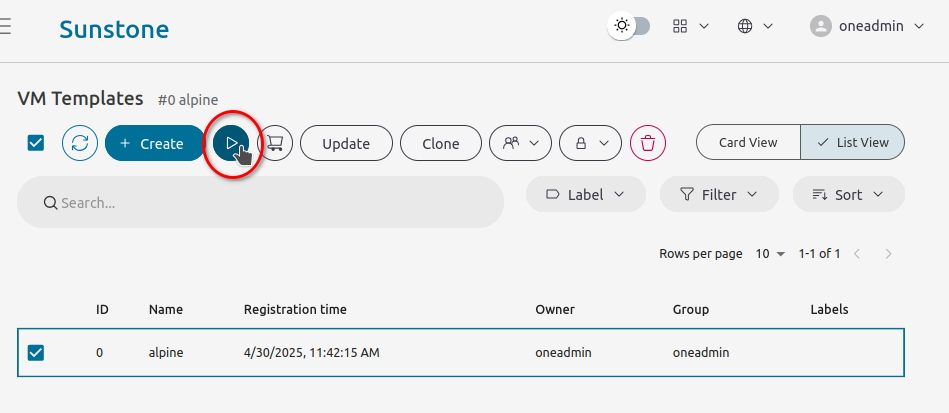 Sunstone
oneadmin
VM Templates #0 alpine
+ Create Update Clone Card View List View
Search... Label Filter Sort
Rows per page 10 1-1 of 1
ID Name Registration time Owner Group Labels
0 alpine 4/30/2025, 11:42:15 AM oneadmin oneadmin